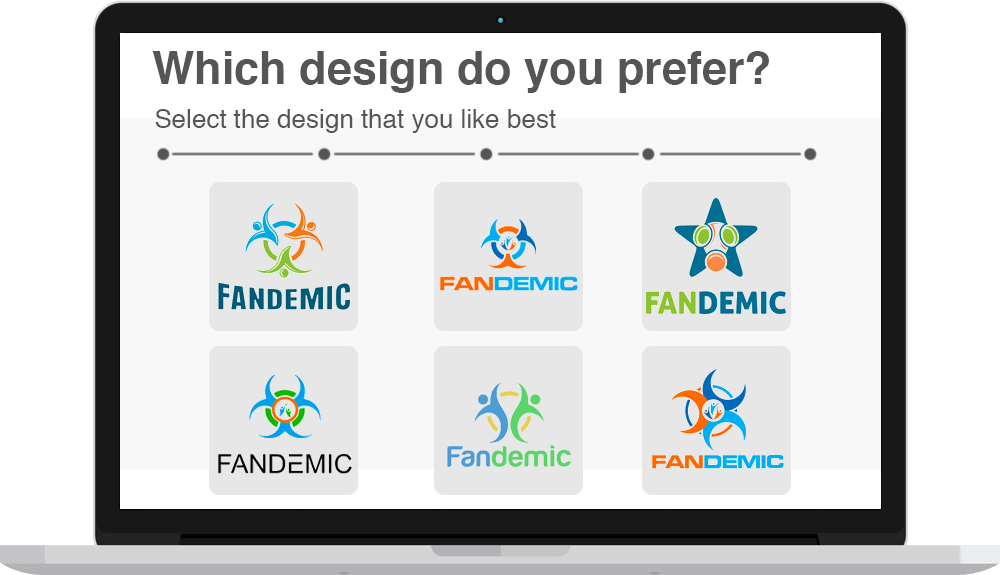 Which design do you prefer?
Select the design that you like best
FANDEMIC
FANDEMIC
FANDEMIC
FANDEMIC
Fandemic
FANDEMIC